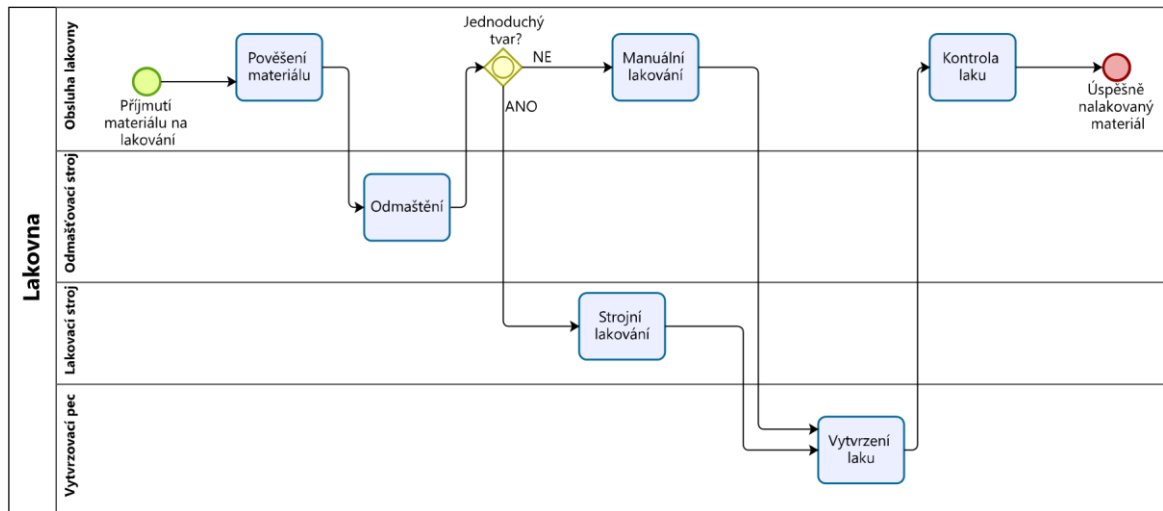 Lakovna
Obsluha lakovny
Příjmutí
materiálu na
lakování
Pověšení
materiálu
Jednoduchý
tvar?
NE
ANO
Manuální
lakování
Kontrola
laku
Úspěšně
nalakovaný
materiál
Odmašťovací stroj
Odmaštění
Lakovací stroj
Strojní
lakování
Vytvrzovací pec
Vytvrzení
laku